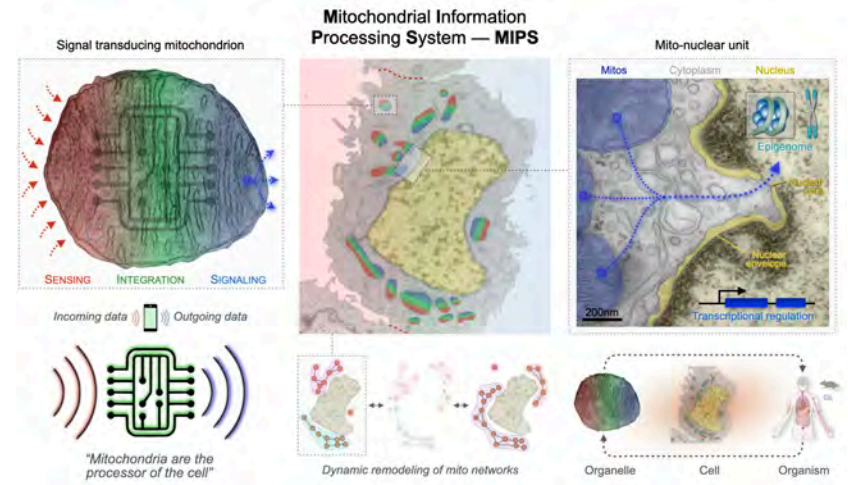 Mitochondrial Information
Processing System — MIPS
Signal transducing mitochondrion
SENSING INTEGRATION SIGNALING
Incoming data Outgoing data
"Mitochondria are the
processor of the cell"
Dynamic remodeling of mito networks
Mito-nuclear unit
Mitos Cytoplasm Nucleus
Epigenome
Nuclear
Nuclear
envelope
200nm
Transcriptional regulation
Organelle Cell Organism